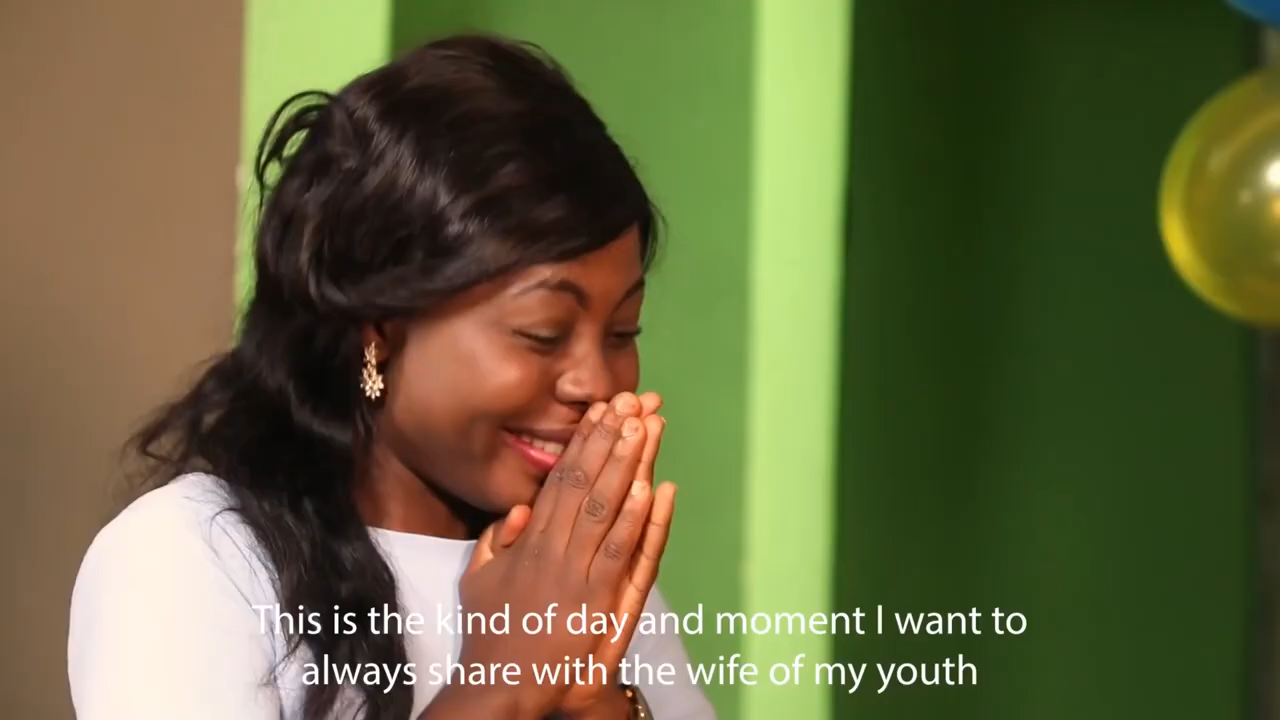 This is the kind of day and moment I want to
always share with the wife of my youth